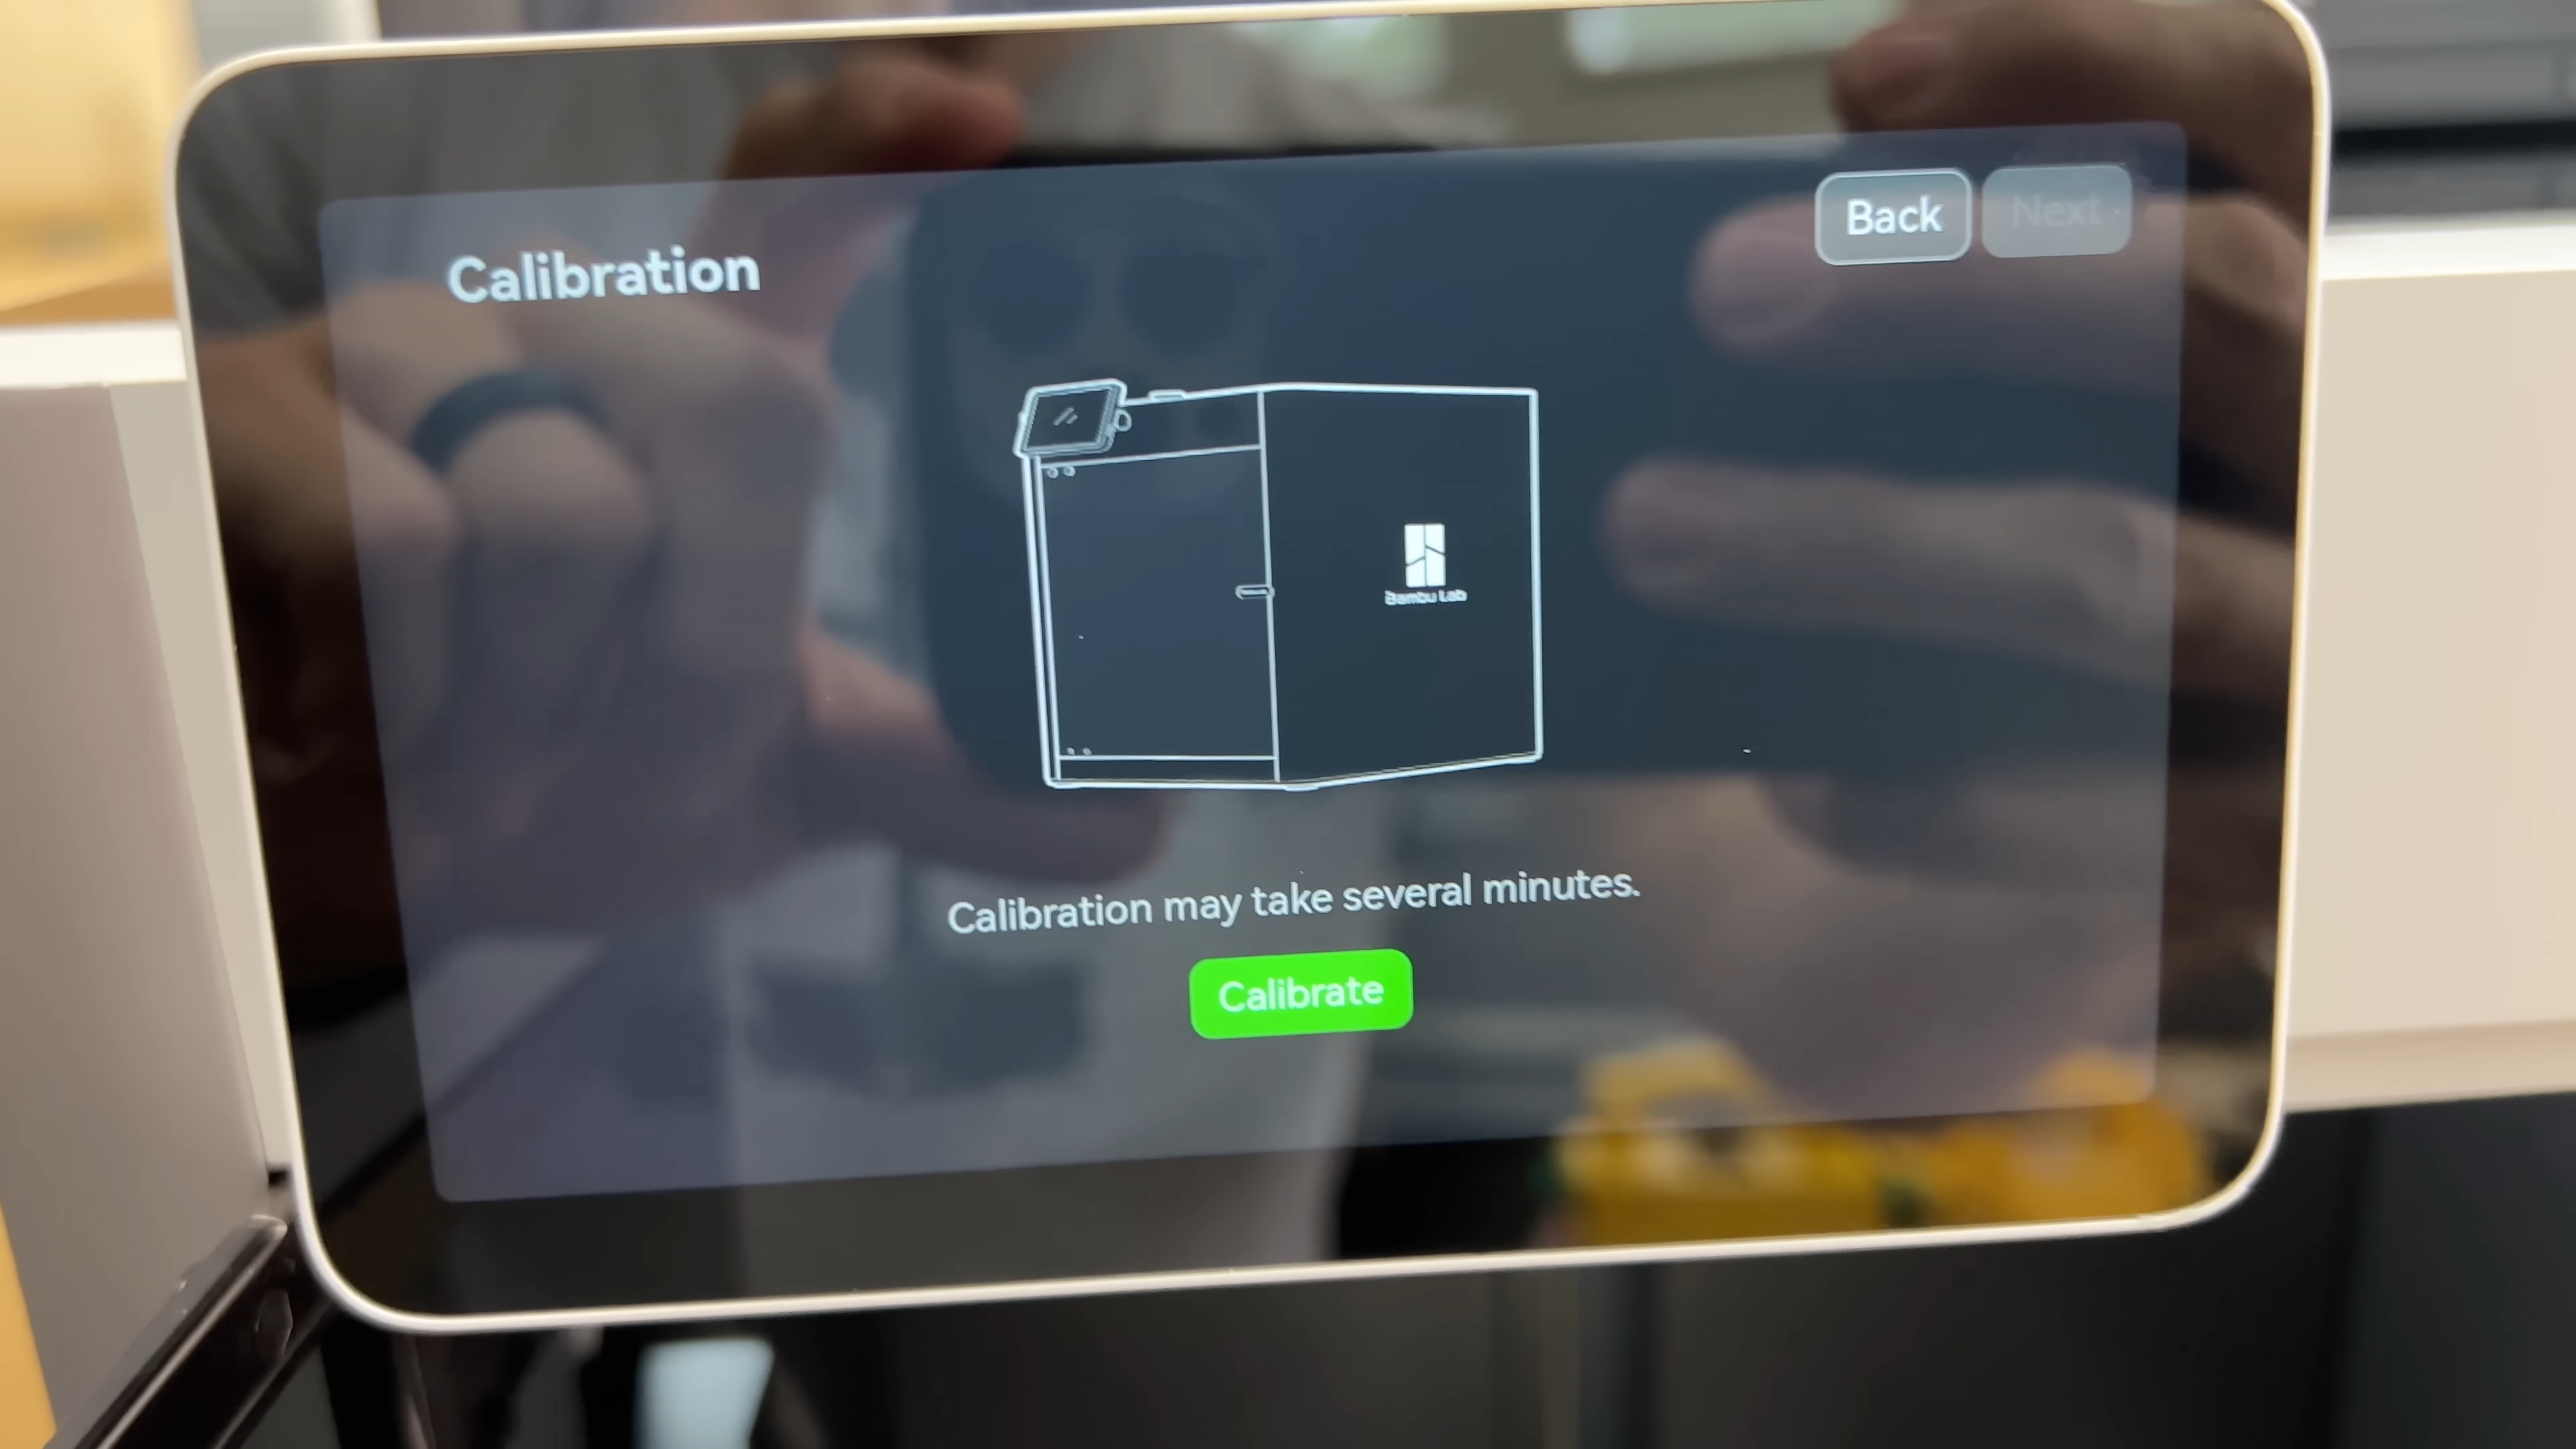 Back
Next
Calibration
Bambu Lab
Calibration may take several minutes.
Calibrate